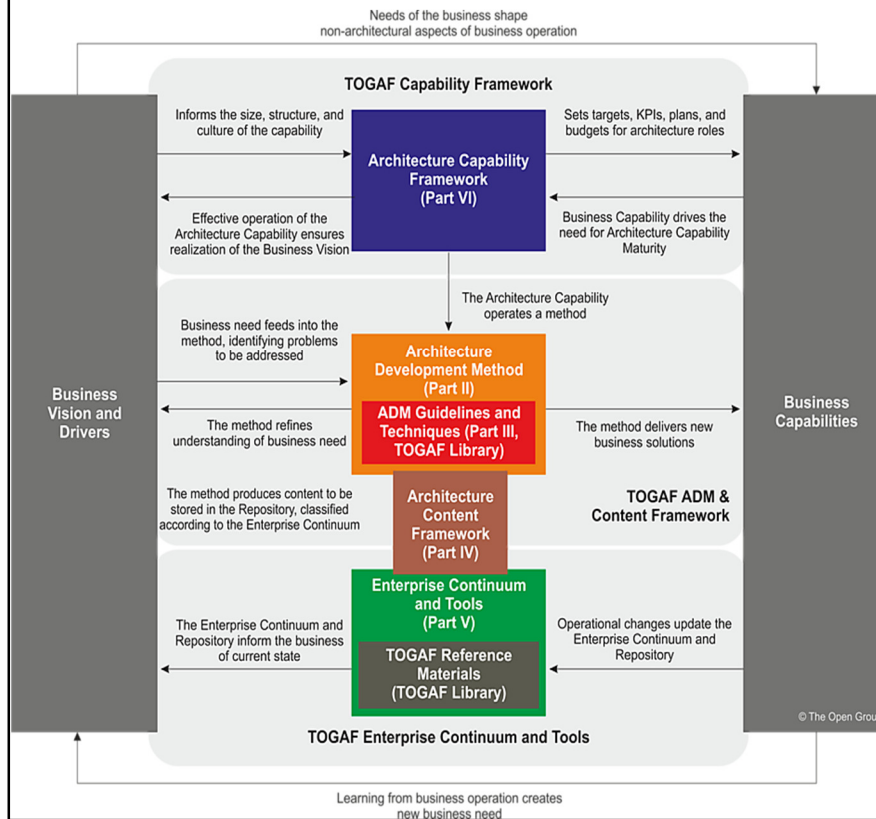 Needs of the business shape
non-architectural aspects of business operation
TOGAF Capability Framework
Informs the size, structure, and
culture of the capability
Sets targets, KPIs, plans, and
budgets for architecture roles
Architecture Capability
Framework
(Part VI)
Effective operation of the
Architecture Capability ensures
realization of the Business Vision
Business Capability drives the
need for Architecture Capability
Maturity
The Architecture Capability
operates a method
Business need feeds into the
method, identifying problems
to be addressed
Architecture
Development Method
(Part II)
Business
Vision and
Drivers
Business
Capabilities
ADM Guidelines and
Techniques (Part III,
TOGAF Library)
The method refines
understanding of business need
The method delivers new
business solutions
The method produces content to be
stored in the Repository, classified
according to the Enterprise Continuum
Architecture
Content
Framework
(Part IV)
TOGAF ADM &
Content Framework
Enterprise Continuum
and Tools
(Part V)
The Enterprise Continuum and
Repository inform the business
of current state
Operational changes update the
Enterprise Continuum and
Repository
TOGAF Reference
Materials
(TOGAF Library)
© The Open Grou
TOGAF Enterprise Continuum and Tools
Learning from business operation creates
new business need